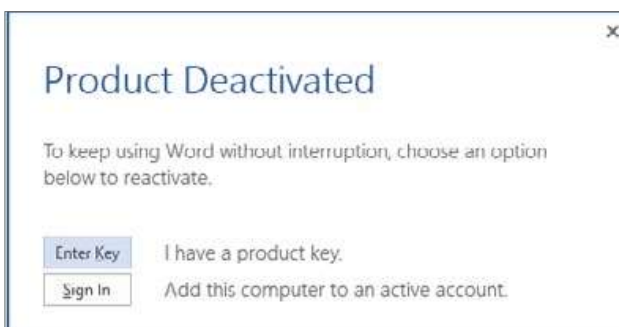 Product Deactivated
To keep using Word without interruption, choose an option
below to reactivate.
Enter Key I have a product key.
Sign In Add this computer to an active account.